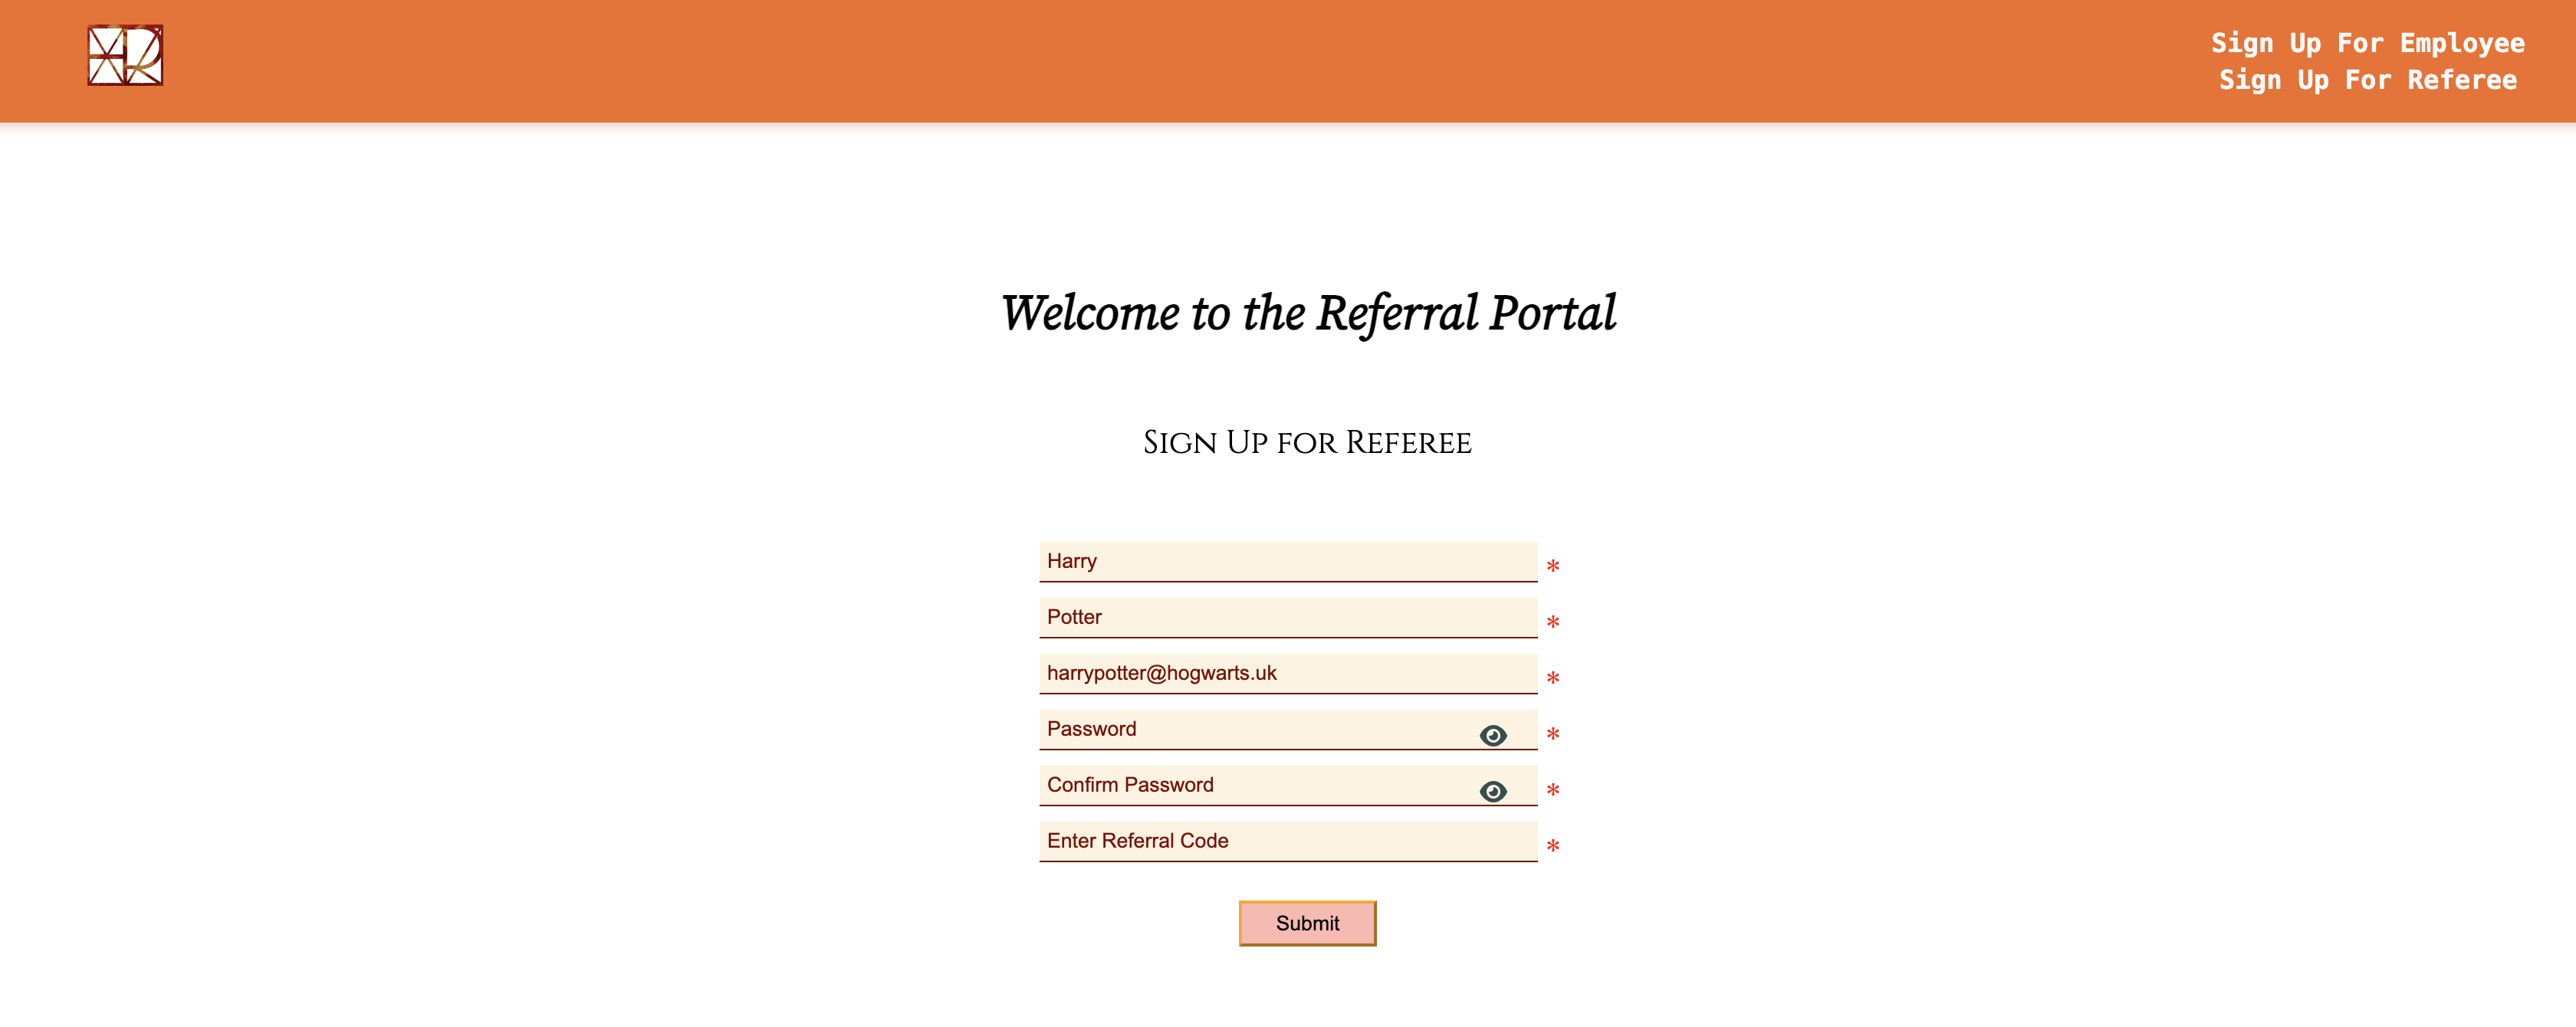 HR
Sign Up For Employee
Sign Up For Referee
Welcome to the Referral Portal
Sign Up for Referee
Harry
*
Potter
*
harrypotter@hogwarts.uk
*
Password
*
Confirm Password
*
Enter Referral Code
*
Submit